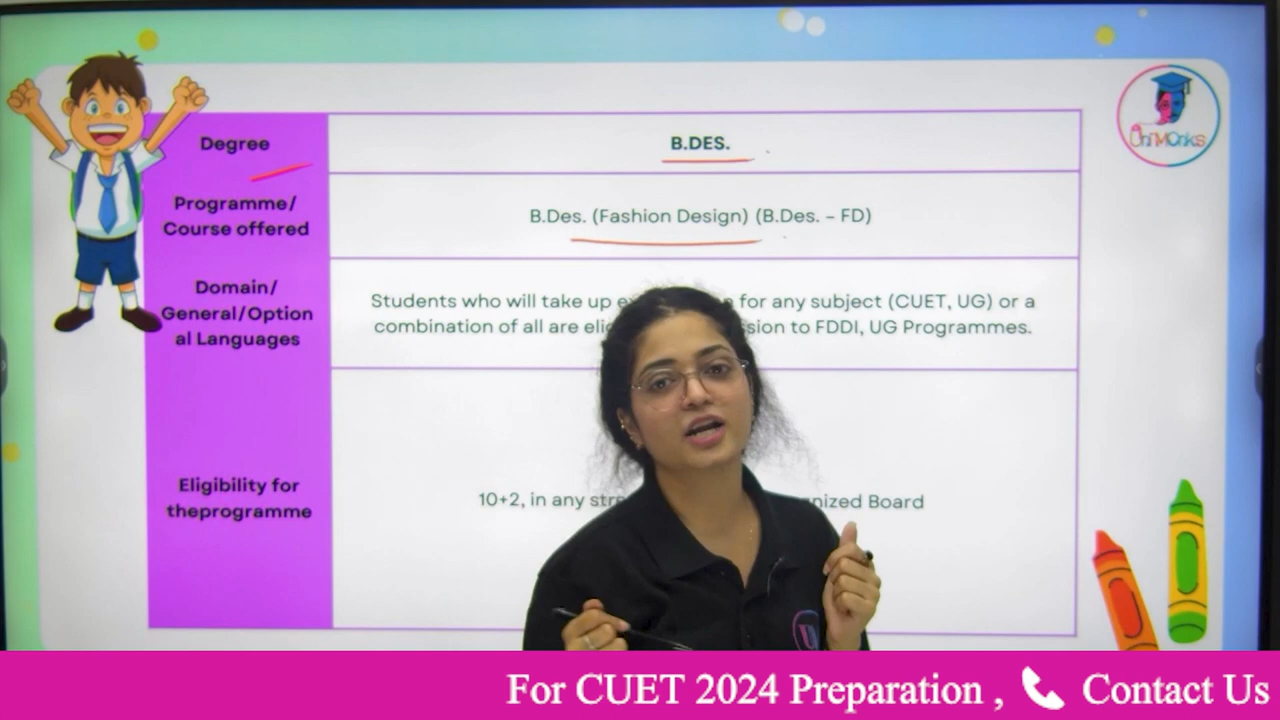 Degree
B.DES.
Programme/
Course offered
B.Des. (Fashion Design) (B.Des. – FD)
Domain/
General/Option
al Languages
Students who will take up for any subject (CUET, UG) or a
combination of all are to FDDI, UG Programmes.
Eligibility for
theprogramme
10+2, in any Board
UniMonks
For CUET 2024 Preparation , Contact Us